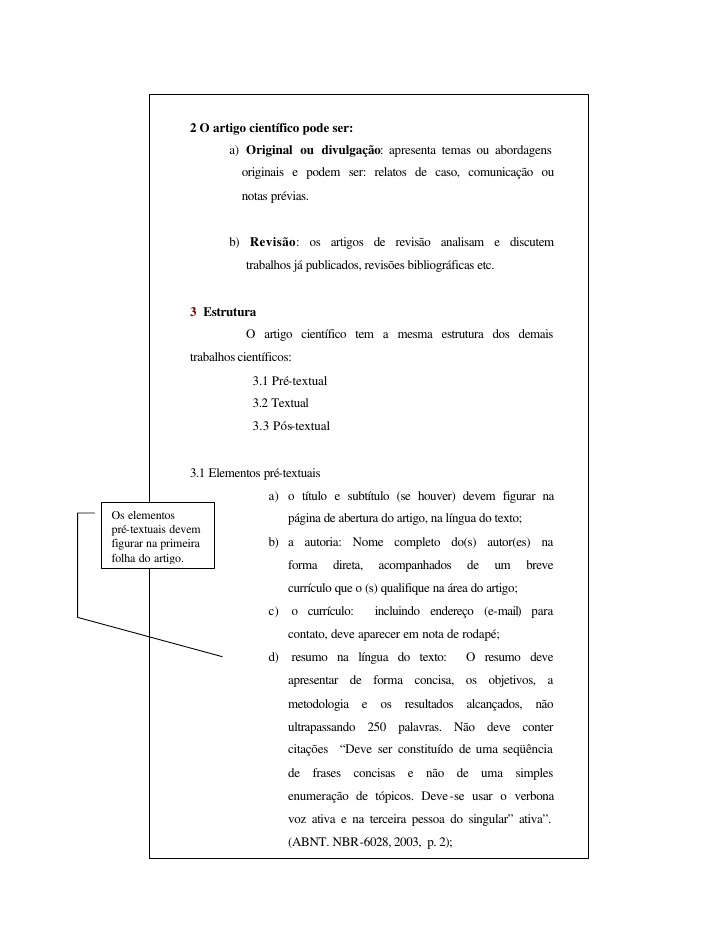 2 O artigo científico pode ser:
a) Original ou divulgação: apresenta temas ou abordagens
originais e podem ser: relatos de caso, comunicação ou
notas prévias.
b) Revisão: os artigos de revisão analisam e discutem
trabalhos já publicados, revisões bibliográficas etc.
3 Estrutura
O artigo científico tem a mesma estrutura dos demais
trabalhos científicos:
3.1 Pré-textual
3.2 Textual
3.3 Pós-textual
3.1 Elementos pré-textuais
a) o título e subtítulo (se houver) devem figurar na
página de abertura do artigo, na língua do texto;
b) a autoria: Nome completo do(s) autor(es) na
forma direta, acompanhados de um breve
currículo que o (s) qualifique na área do artigo;
c) o currículo: incluindo endereço (e-mail) para
contato, deve aparecer em nota de rodapé;
d) resumo na língua do texto: O resumo deve
apresentar de forma concisa, os objetivos, a
metodologia e os resultados alcançados, não
ultrapassando 250 palavras. Não deve conter
citações “Deve ser constituído de uma seqüência
de frases concisas e não de uma simples
enumeração de tópicos. Deve-se usar o verbona
voz ativa e na terceira pessoa do singular” ativa”.
(ABNT. NBR-6028, 2003, p. 2);
Os elementos
pré-textuais devem
figurar na primeira
folha do artigo.